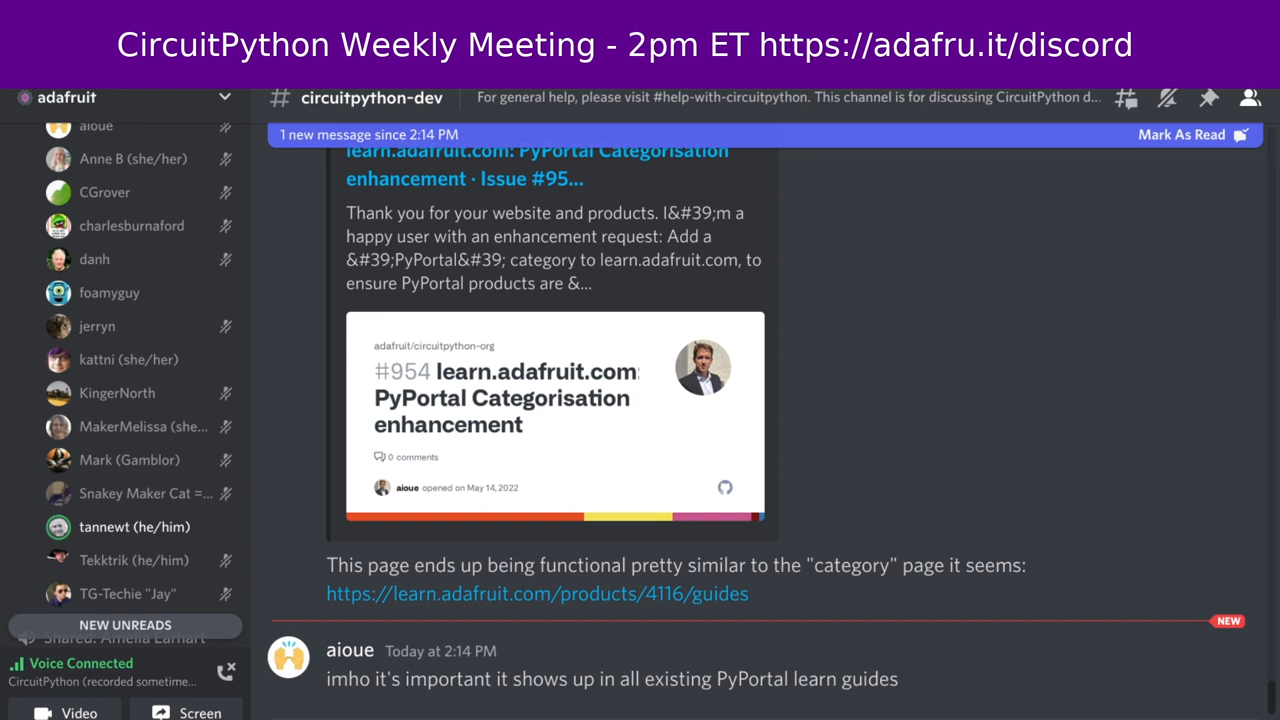 CircuitPython Weekly Meeting - 2pm ET https://adafru.it/discord
adafruit
circuitpython-dev
For general help, please visit #help-with-circuitpython. This channel is for discussing CircuitPython d...
1 new message since 2:14 PM
Mark As Read
aioue
Anne B (she/her)
CGrover
charlesburnaford
danh
foamyguy
jerryn
kattni (she/her)
KingerNorth
MakerMelissa (she...
Mark (Gamblor)
Snakey Maker Cat =...
tannewt (he/him)
Tekktrik (he/him)
TG-Techie "Jay"
NEW UNREADS
Shared: Amelia Earhart
Voice Connected
CircuitPython (recorded sometime...
Video
Screen
learn.adafruit.com: PyPortal Categorisation
enhancement · Issue #95...
Thank you for your website and products. I&#39;m a
happy user with an enhancement request: Add a
&#39;PyPortal&#39; category to learn.adafruit.com, to
ensure PyPortal products are &...
adafruit/circuitpython-org
#954 learn.adafruit.com:
PyPortal Categorisation
enhancement
0 comments
aioue opened on May 14, 2022
This page ends up being functional pretty similar to the "category" page it seems:
https://learn.adafruit.com/products/4116/guides
NEW
aioue Today at 2:14 PM
imho it's important it shows up in all existing PyPortal learn guides